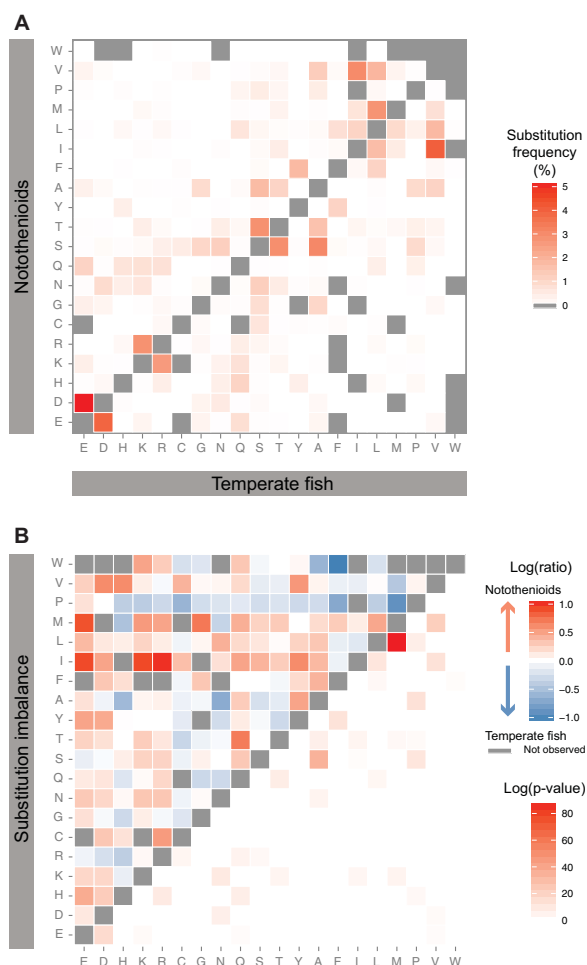 A
Notothenioids
W
V
P
M
L
I
F
A
Y
T
S
Q
N
G
C
R
K
H
D
E
E D H K R C G N Q S T Y A F I L M P V W
Temperate fish
Substitution
frequency
(%)
5
4
3
2
1
0
0
B
Substitution imbalance
W
V
P
M
L
I
F
A
Y
T
S
Q
N
G
C
R
K
H
D
E
E D H K R C G N Q S T Y A F I L M P V W
Log(ratio)
Notothenioids
1.0
0.5
0.0
−0.5
−1.0
Temperate fish
Not observed
Log(p-value)
80
60
40
20
0